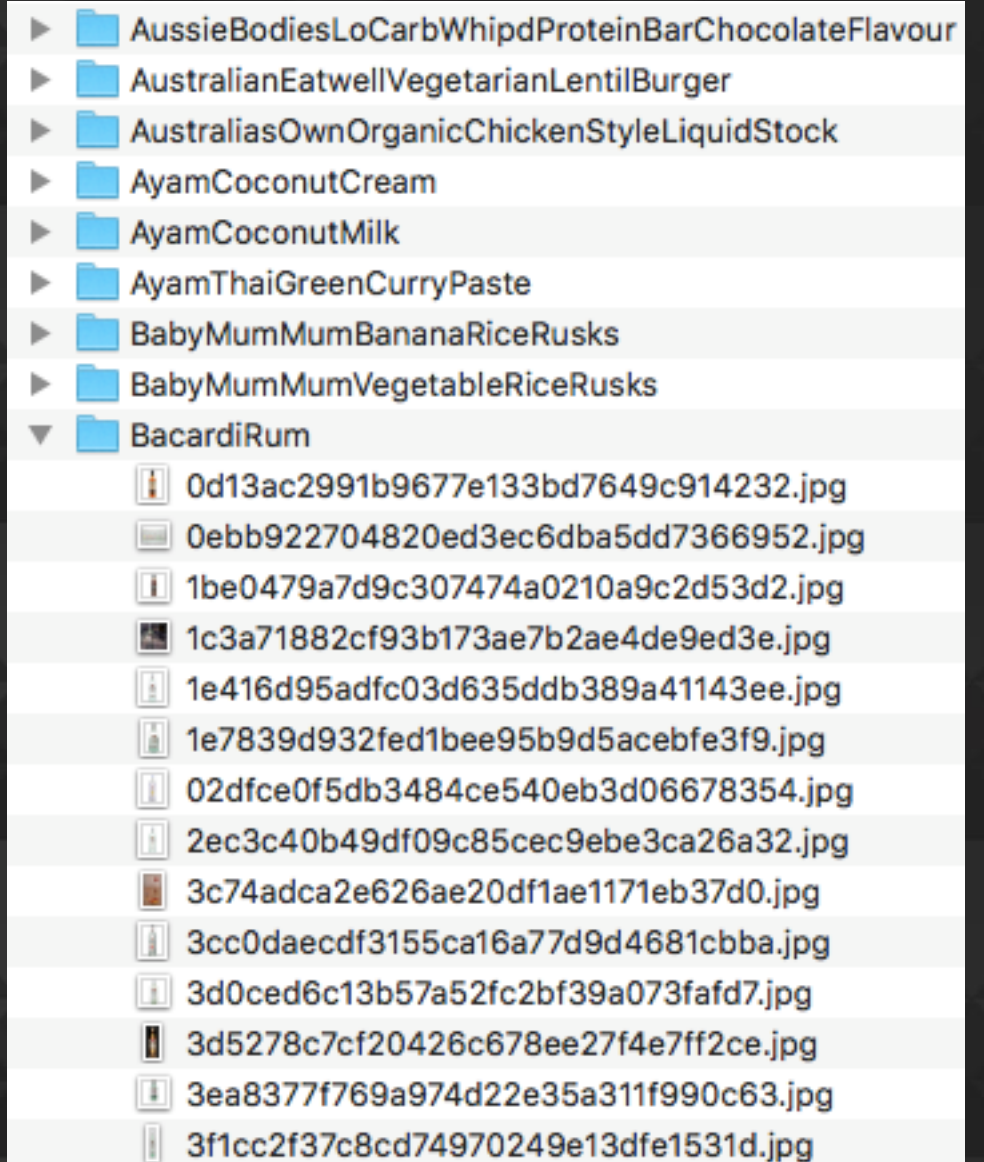 AussieBodiesLoCarbWhipdProteinBarChocolateFlavour
AustralianEatwellVegetarianLentilBurger
AustraliasOwnOrganicChickenStyleLiquidStock
AyamCoconutCream
AyamCoconutMilk
AyamThaiGreenCurryPaste
BabyMumMumBananaRiceRusks
BabyMumMumVegetableRiceRusks
BacardiRum
0d13ac2991b9677e133bd7649c914232.jpg
0ebb922704820ed3ec6dba5dd7366952.jpg
1be0479a7d9c307474a0210a9c2d53d2.jpg
1c3a71882cf93b173ae7b2ae4de9ed3e.jpg
1e416d95adfc03d635ddb389a41143ee.jpg
1e7839d932fed1bee95b9d5acebfe3f9.jpg
02dfce0f5db3484ce540eb3d06678354.jpg
2ec3c40b49df09c85cec9ebe3ca26a32.jpg
3c74adca2e626ae20df1ae1171eb37d0.jpg
3cc0daecdf3155ca16a77d9d4681cbba.jpg
3d0ced6c13b57a52fc2bf39a073fafd7.jpg
3d5278c7cf20426c678ee27f4e7ff2ce.jpg
3ea8377f769a974d22e35a311f990c63.jpg
3f1cc2f37c8cd74970249e13dfe1531d.jpg